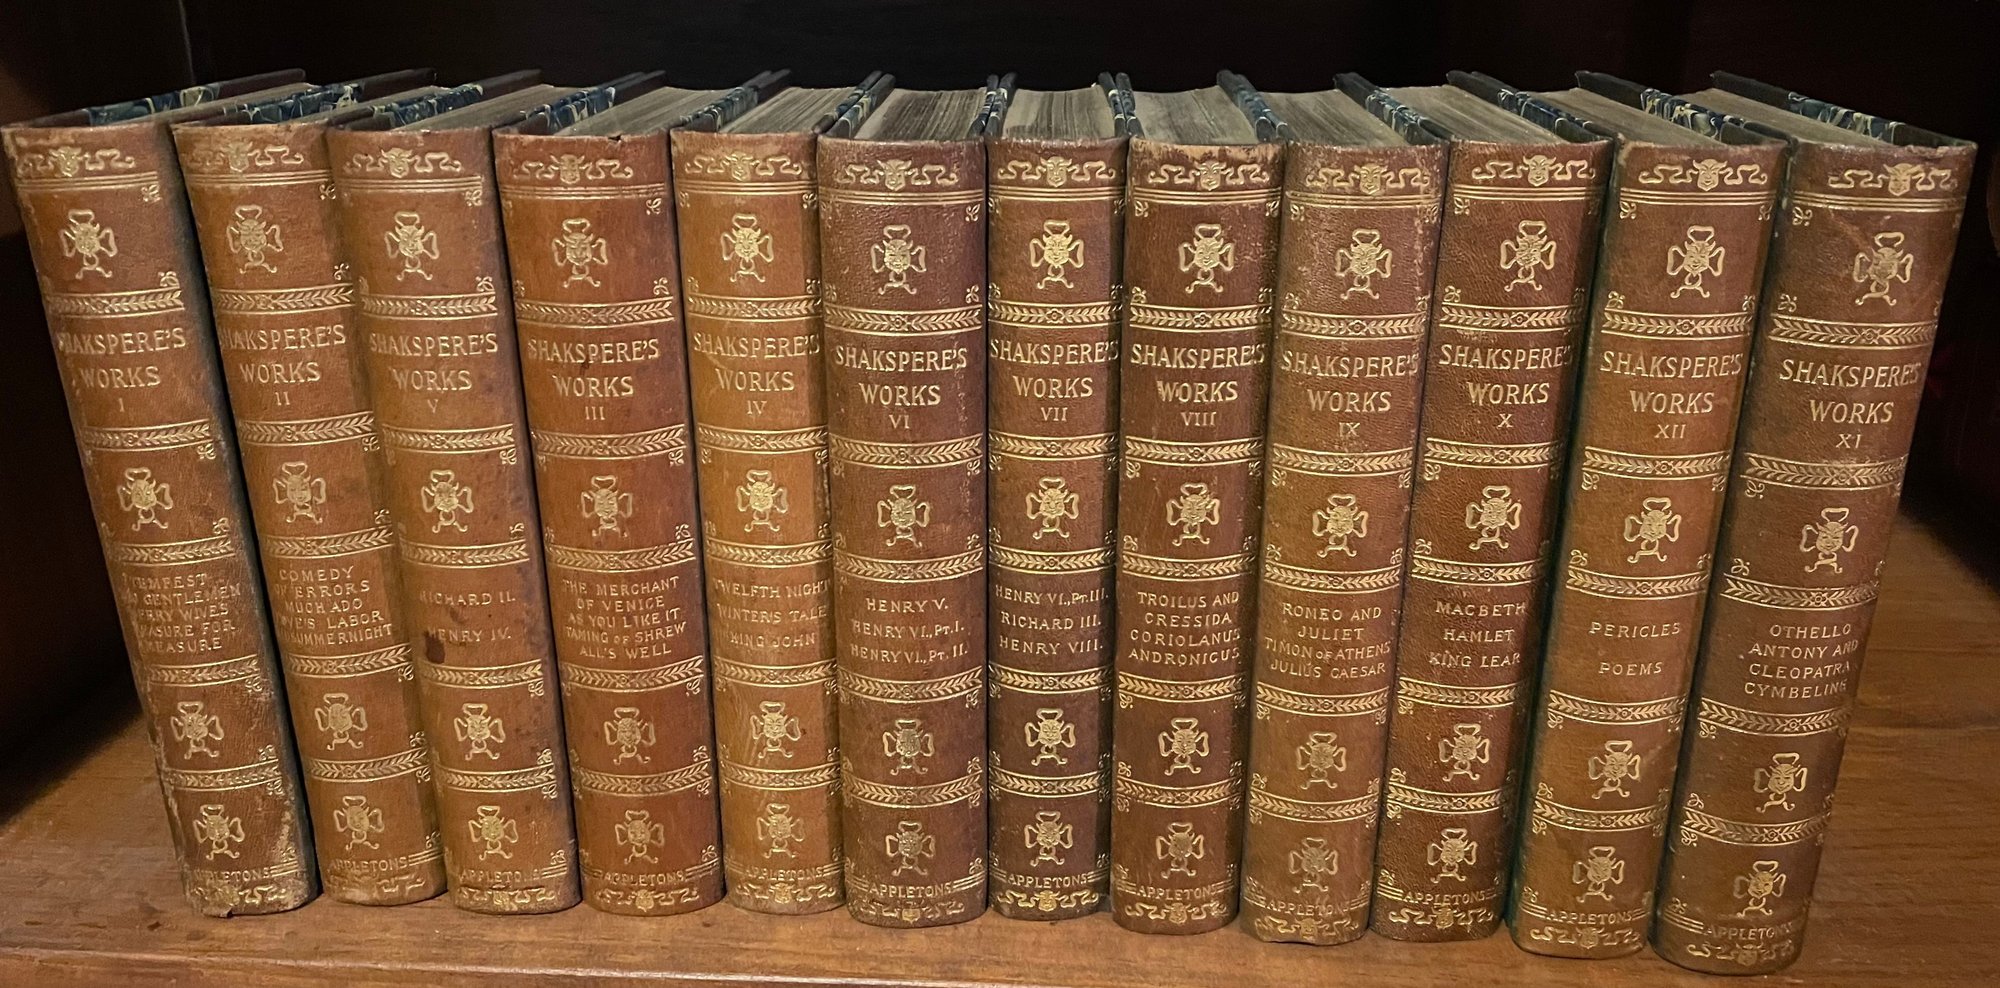 SHAKSPERE'S
WORKS
I
TEMPEST
GENTLEMEN
MERRY WIVES
MEASURE FOR
MEASURE
APPLETONS
SHAKSPERE'S
WORKS
II
COMEDY
OF ERRORS
MUCH ADO
LOVE'S LABOR
MIDSUMMERNIGHT
APPLETONS
SHAKSPERE'S
WORKS
V
RICHARD II.
HENRY IV.
APPLETONS
SHAKSPERE'S
WORKS
III
THE MERCHANT
OF VENICE
AS YOU LIKE IT
TAMING OF SHREW
ALL'S WELL
APPLETONS
SHAKSPERE'S
WORKS
IV
TWELFTH NIGHT
WINTER'S TALE
KING JOHN
APPLETONS
SHAKSPERE'S
WORKS
VI
HENRY V.
HENRY VI., PT. I.
HENRY VI., PT. II.
APPLETONS
SHAKSPERE'S
WORKS
VII
HENRY VI., PT. III.
RICHARD III.
HENRY VIII.
APPLETONS
SHAKSPERE'S
WORKS
VIII
TROILUS AND
CRESSIDA
CORIOLANUS
ANDRONICUS
APPLETONS
SHAKSPERE'S
WORKS
IX
ROMEO AND
JULIET
TIMON OF ATHENS
JULIUS CAESAR
APPLETONS
SHAKSPERE'S
WORKS
X
MACBETH
HAMLET
KING LEAR
APPLETONS
SHAKSPERE'S
WORKS
XII
PERICLES
POEMS
APPLETONS
SHAKSPERE'S
WORKS
XI
OTHELLO
ANTONY AND
CLEOPATRA
CYMBELINE
APPLETONS